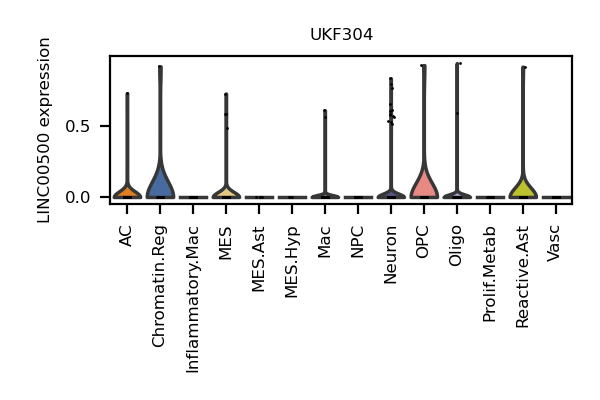 UKF304
LINC00500 expression
0.5
0.0
AC
Chromatin.Reg
Inflammatory.Mac
MES
MES.Ast
MES.Hyp
Mac
NPC
Neuron
OPC
Oligo
Prolif.Metab
Reactive.Ast
Vasc